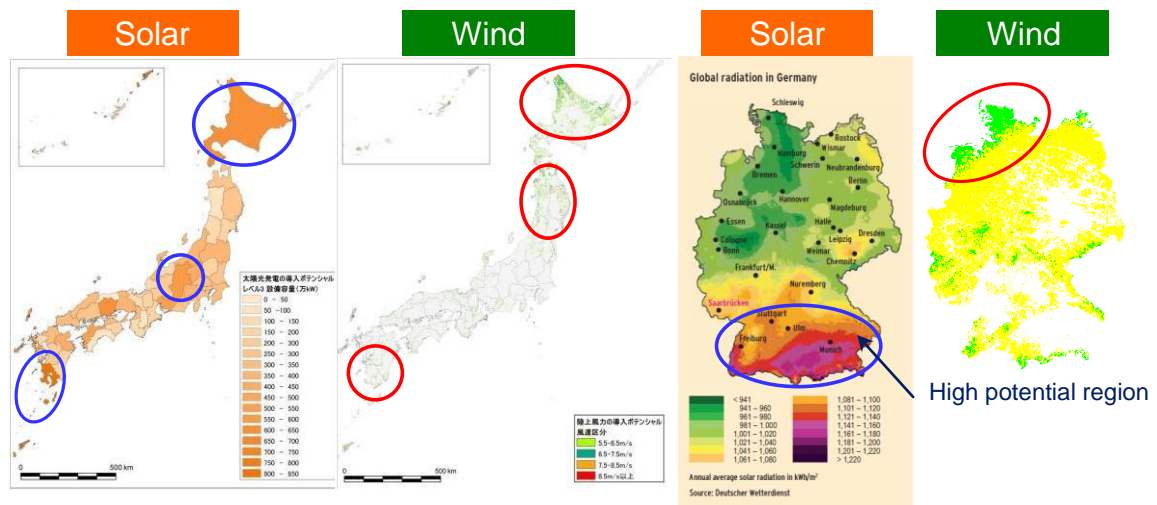 Solar
Wind
Solar
Wind
太陽光発電の導入ポテンシャル
レベル3 設備容量(万kW)
0 - 50
50 -100
100 - 150
150 - 200
200 - 300
250 - 300
300 - 350
350 - 400
400 - 450
450 - 500
500 - 550
550 - 600
600 - 650
650 - 700
700 - 750
750 - 800
800 - 850
500 km
陸上風力の導入ポテンシャル
風速区分
5.5-6.5m/s
6.5-7.5m/s
7.5-8.5m/s
8.5m/s以上
500 km
Global radiation in Germany
Schleswig
Rostock
Hamburg
Wismar
Schwerin
Neubrandenburg
Bremen
Berlin
Osnabrück
Hannover
Magdeburg
Essen
Kassel
Halle
Leipzig
Dresden
Cologne
Bonn
Weimar
Chemnitz
Frankfurt/M.
Nuremberg
Saarbrücken
Stuttgart
Ulm
Freiburg
Munich
High potential region
< 941
941 – 960
961 – 980
981 – 1.000
1,001 – 1,020
1,021 – 1,040
1,041 – 1,060
1,061 – 1,080
1,081 – 1,100
1,101 – 1,120
1,121 – 1,140
1,141 – 1,160
1,161 – 1,180
1,181 – 1,200
1,201 – 1,220
> 1,220
Annual average solar radiation in kWh/m²
Source: Deutscher Wetterdienst